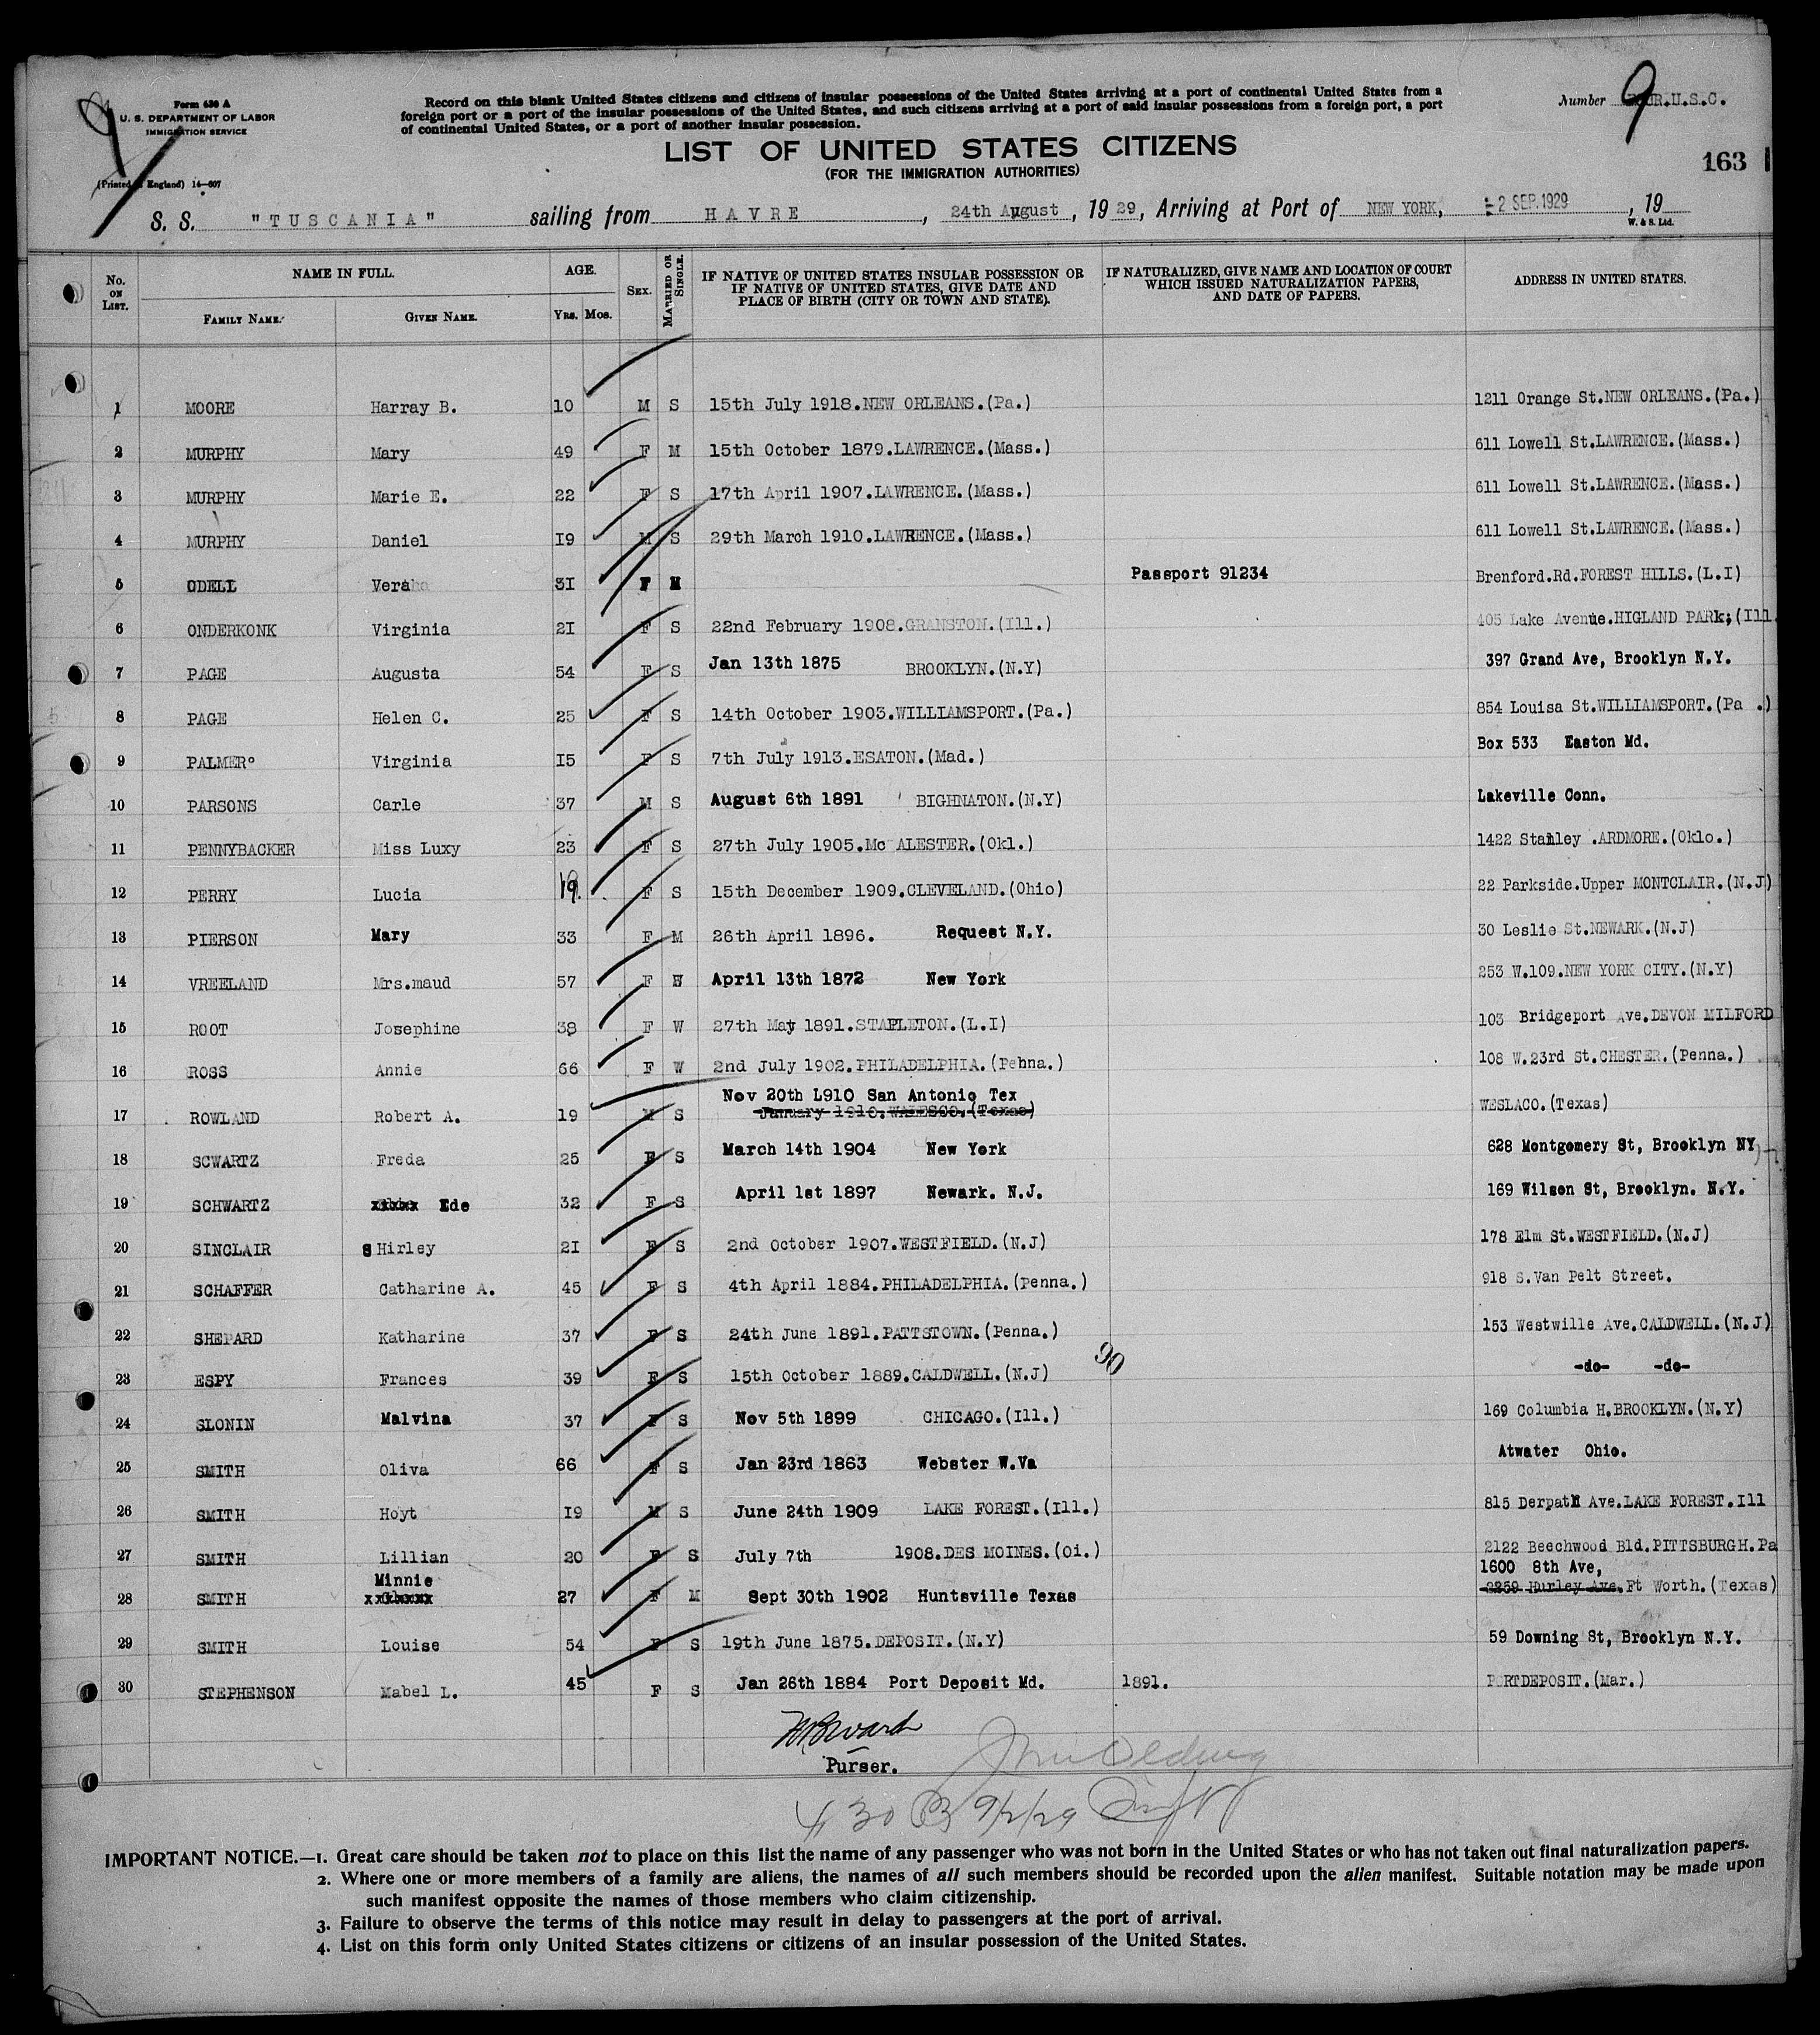 Form 630 A
U. S. DEPARTMENT OF LABOR
IMMIGRATION SERVICE
(Printed in England) 14—607
Record on this blank United States citizens and citizens of insular possessions of the United States arriving at a port of continental United States from a
foreign port or a port of the insular possessions of the United States, and such citizens arriving at a port of said insular possessions from a foreign port, a port
of continental United States, or a port of another insular possession.
Number R.U.S.C.
9
LIST OF UNITED STATES CITIZENS
(FOR THE IMMIGRATION AUTHORITIES)
163
S. S. "TUSCANIA" sailing from HAVRE, 24th August, 1929, Arriving at Port of NEW YORK, 2 SEP.1929, 19
W. & S. Ltd.
No. ON LIST. NAME IN FULL. FAMILY NAME. GIVEN NAME. AGE. YRS. MOS. SEX. MARRIED OR SINGLE. IF NATIVE OF UNITED STATES INSULAR POSSESSION OR IF NATIVE OF UNITED STATES, GIVE DATE AND PLACE OF BIRTH (CITY OR TOWN AND STATE). IF NATURALIZED, GIVE NAME AND LOCATION OF COURT WHICH ISSUED NATURALIZATION PAPERS, AND DATE OF PAPERS. ADDRESS IN UNITED STATES.
1 MOORE Harray B. 10 M S 15th July 1918.NEW ORLEANS.(Pa.) 1211 Orange St.NEW ORLEANS.(Pa.)
2 MURPHY Mary 49 F M 15th October 1879.LAWRENCE.(Mass.) 611 Lowell St.LAWRENCE.(Mass.)
3 MURPHY Marie E. 22 F S 17th April 1907.LAWRENCE.(Mass.) 611 Lowell St.LAWRENCE.(Mass.)
4 MURPHY Daniel I9 M S 29th March 1910.LAWRENCE.(Mass.) 611 Lowell St.LAWRENCE.(Mass.)
5 ODELL Vera 3I F M Passport 91234 Brenford.Rd.FOREST HILLS.(L.I)
6 ONDERKONK Virginia 2I F S 22nd February 1908.GRANSTON.(Ill.) 405 Lake Avenue.HIGLAND PARk;(Ill.
7 PAGE Augusta 54 F S Jan 13th 1875 BROOKLYN.(N.Y) 397 Grand Ave, Brooklyn N.Y.
8 PAGE Helen C. 25 F S 14th October 1903.WILLIAMSPORT.(Pa.) 854 Louisa St.WILLIAMSPORT.(Pa .)
9 PALMER Virginia I5 F S 7th July 1913.ESATON.(Mad.) Box 533 Easton Md.
10 PARSONS Carle 37 M S August 6th 1891 BIGHNATON.(N.Y) Lakeville Conn.
11 PENNYBACKER Miss Luxy 23 F S 27th July 1905.Mc ALESTER.(Okl.) 1422 Stanley .ARDMORE.(Oklo.)
12 PERRY Lucia 19. F S 15th December 1909.CLEVELAND.(Ohio) 22 Parkside.Upper MONTCLAIR.(N.J)
13 PIERSON Mary 33 F M 26th April 1896. Request N.Y. 30 Leslie St.NEWARK.(N.J)
14 VREELAND Mrs.maud 57 F April 13th 1872 New York 253 W.109.NEW YORK CITY.(N.Y)
15 ROOT Josephine 38 F W 27th May 1891.STAPLETON.(L.I) 103 Bridgeport Ave.DEVON MILFORD
16 ROSS Annie 66 F W 2nd July 1902.PHILADELPHIA.(Penna.) 108 W.23rd St.CHESTER.(Penna.)
Nov 20th L910 San Antonio Tex
17 ROWLAND Robert A. 19 M S January 1910.WALESCO.(Texas) WESLACO.(Texas)
18 SCWARTZ Freda 25 F S March 14th 1904 New York 628 Montgomery St, Brooklyn NY
19 SCHWARTZ Ede 32 F S April 1st 1897 Newark. N.J. 169 Wilson St, Brooklyn. N.Y.
20 SINCLAIR SHirley 2I F S 2nd October 1907.WESTFIELD.(N.J) 178 Elm St.WESTFIELD.(N.J)
21 SCHAFFER Catharine A. 45 F S 4th April 1884.PHILADELPHIA.(Penna.) 918 S.Van Pelt Street.
22 SHEPARD Katharine 37 F S 24th June 1891.PATTSTOWN.(Penna.) 153 Westwille Ave.CALDWELL.(N.J)
90
23 ESPY Frances 39 F S 15th October 1889.CALDWELL.(N.J) -do- -do-
24 SLONIN Malvina 37 F S Nov 5th 1899 CHICAGO.(Ill.) 169 Columbia H.BROOKLYN.(N.Y)
25 SMITH Oliva 66 F S Jan 23rd 1863 Webster W.Va Atwater Ohio.
26 SMITH Hoyt I9 M S June 24th 1909 LAKE FOREST.(Ill.) 815 Derpath Ave.LAKE FOREST.Ill
27 SMITH Lillian 20 F S July 7th 1908.DES MOINES.(Oi.) 2122 Beechwood Bld.PITTSBURGH.Pa
Minnie 1600 8th Ave,
28 SMITH 27 F M Sept 30th 1902 Huntsville Texas 2259 Hurley Ave.Ft Worth.(Texas)
29 SMITH Louise 54 F S 19th June 1875.DEPOSIT.(N.Y) 59 Downing St, Brooklyn N.Y.
30 STEPHENSON Mabel L. 45 F S Jan 26th 1884 Port Deposit Md. 1891. PORTDEPOSIT.(Mar.)
Purser.
30 9/2/29
IMPORTANT NOTICE.—1. Great care should be taken not to place on this list the name of any passenger who was not born in the United States or who has not taken out final naturalization papers.
2. Where one or more members of a family are aliens, the names of all such members should be recorded upon the alien manifest. Suitable notation may be made upon
such manifest opposite the names of those members who claim citizenship.
3. Failure to observe the terms of this notice may result in delay to passengers at the port of arrival.
4. List on this form only United States citizens or citizens of an insular possession of the United States.